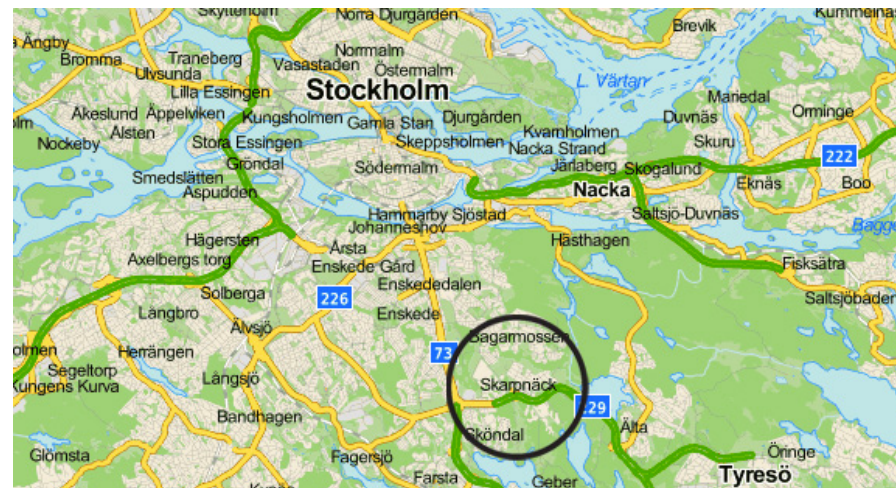 Skytteholm
Norra Djurgården
Brevik
Kummelnäs
Ängby
Bromma
Traneberg
Ulvsunda
Normalm
Vasastaden
Östermalm
L. Värtan
Lilla Essingen
Stockholm
Mariedal
Orminge
Åkeslund
Äppelviken
Kungsholmen
Gamla Stan
Djurgården
Duvnäs
Ålsten
Kvarnholmen
Skuru
Nockeby
Stora Essingen
Skeppsholmen
Nacka Strand
222
Gröndal
Järlaberg
Skogalund
Smedslätten
Södermalm
Eknäs
Boo
Aspudden
Nacka
Hammarby Sjöstad
Saltsjö-Duvnäs
Johanneshov
Bagge
Hägersten
Årsta
Hästhagen
Axelbergs torg
Enskede Gård
Fisksätra
Enskededalen
Solberga
226
Saltsjöbaden
Långbro
Enskede
Älvsjö
Bagarmossen
Herrängen
73
Segeltorp
Kungens Kurva
Långsjö
Skarpnäck
229
Bandhagen
Sköndal
Älta
Glömsta
Fagersjö
Öringe
Farsta
Geber
Tyresö